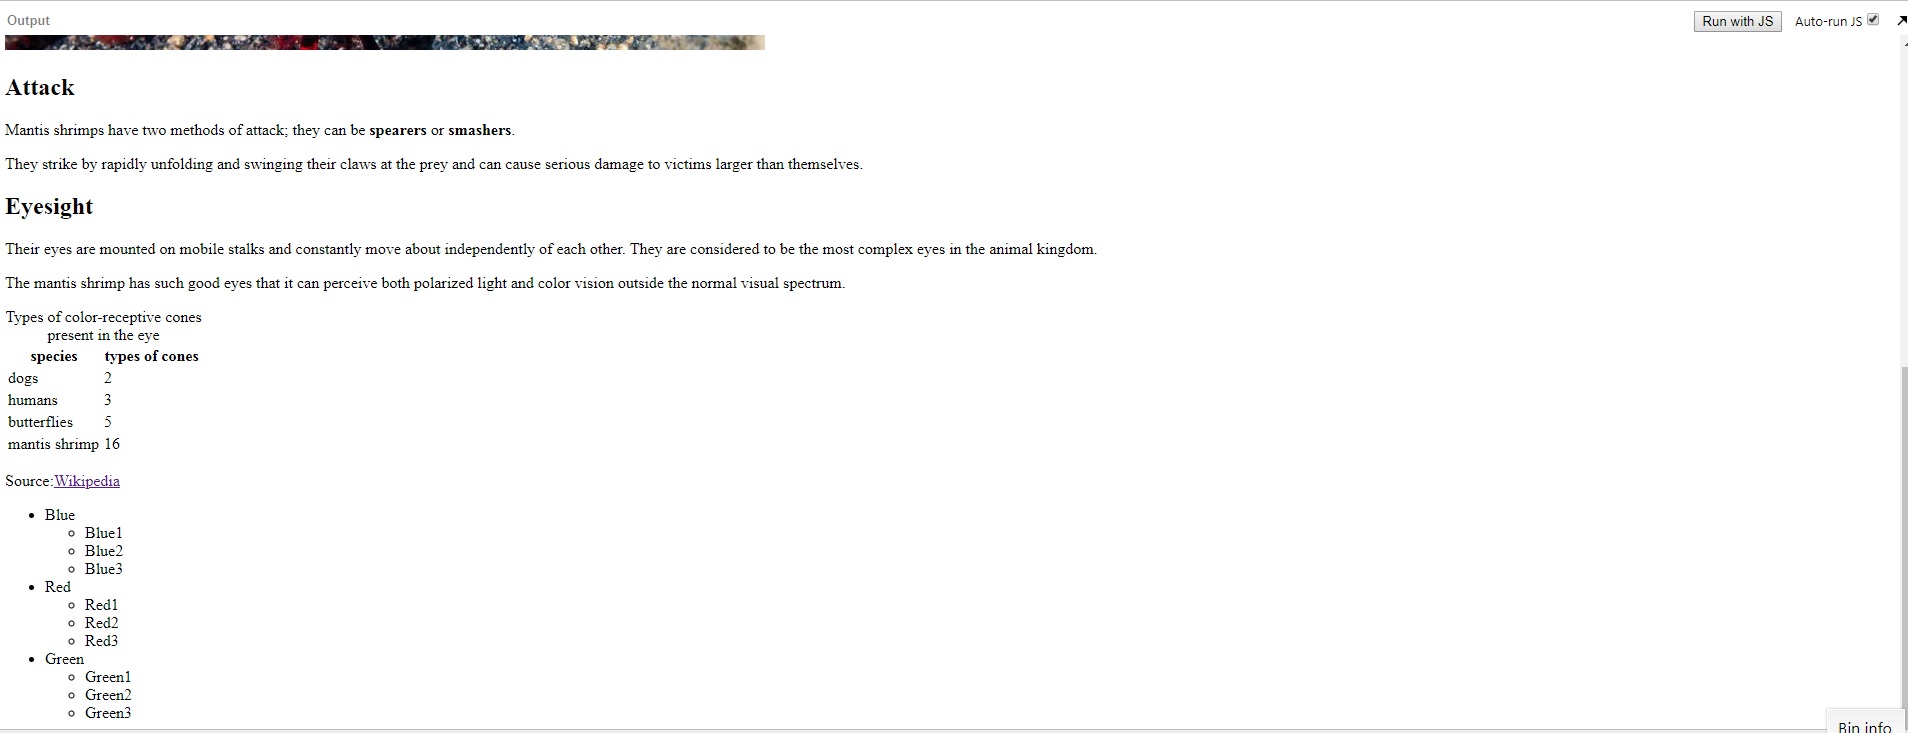 Output
Run with JS
Auto-run JS
Attack
Mantis shrimps have two methods of attack; they can be spearers or smashers.
They strike by rapidly unfolding and swinging their claws at the prey and can cause serious damage to victims larger than themselves.
Eyesight
Their eyes are mounted on mobile stalks and constantly move about independently of each other. They are considered to be the most complex eyes in the animal kingdom.
The mantis shrimp has such good eyes that it can perceive both polarized light and color vision outside the normal visual spectrum.
Types of color-receptive cones
present in the eye
species types of cones
dogs 2
humans 3
butterflies 5
mantis shrimp 16
Source:Wikipedia
Blue
Blue1
Blue2
Blue3
Red
Red1
Red2
Red3
Green
Green1
Green2
Green3
Bin info